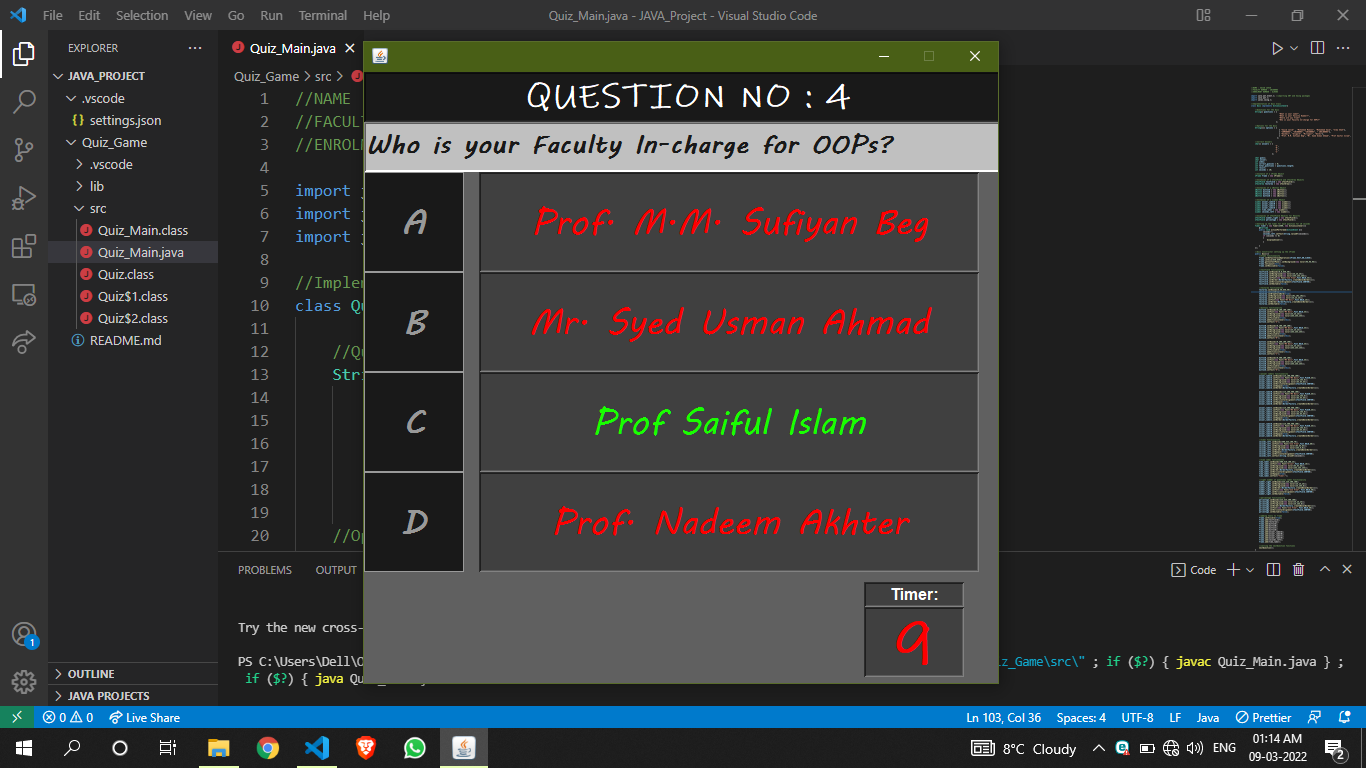 File Edit Selection View Go Run Terminal Help
Quiz_Main.java - JAVA_Project - Visual Studio Code
EXPLORER
JAVA_PROJECT
.vscode
settings.json
Quiz_Game
.vscode
lib
src
Quiz_Main.class
Quiz_Main.java
Quiz.class
Quiz$1.class
Quiz$2.class
README.md
OUTLINE
JAVA PROJECTS
Quiz_Main.java
Quiz_Game > src >
1 //NAME
2 //FACULT
3 //ENROLM
4
5 import j
6 import j
7 import j
8
9 //Implem
10 class Qu
11
12 //Qu
13 Stri
14
15
16
17
18
19
20 //Op
QUESTION NO : 4
Who is your Faculty In-charge for OOPs?
A Prof. M.M. Sufiyan Beg
B Mr. Syed Usman Ahmad
C Prof Saiful Islam
D Prof. Nadeem Akhter
Timer:
9
PROBLEMS OUTPUT
Code
Try the new cross-
PS C:\Users\Dell\O
z_Game\src\" ; if ($?) { javac Quiz_Main.java } ;
if ($?) { java Qu
0 0 Live Share
Ln 103, Col 36 Spaces: 4 UTF-8 LF Java Prettier
1
8°C Cloudy ENG 01:14 AM
09-03-2022
2